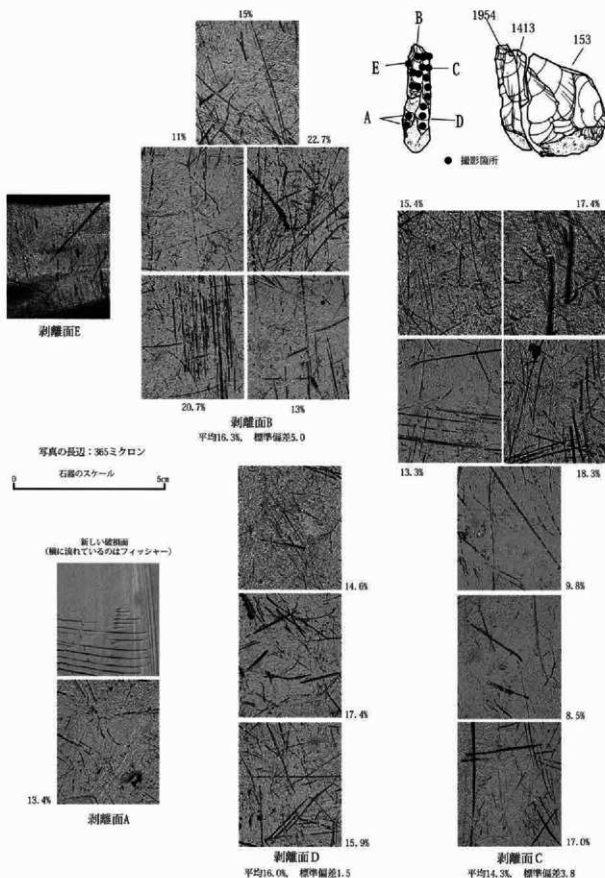 15%
B
E
C
A
D
1954
1413
153
● 撮影箇所
11%
22.7%
15.4%
17.4%
剥離面E
20.7%
13%
剥離面B
平均16.3%, 標準偏差5.0
13.3%
18.3%
写真の長辺：365ミクロン
石器のスケール
0
5cm
新しい破損面
(横に流れているのはフィッシャー)
14.6%
9.8%
17.4%
8.5%
13.4%
剥離面A
15.9%
17.0%
剥離面D
平均16.0%, 標準偏差1.5
剥離面C
平均14.3%, 標準偏差3.8